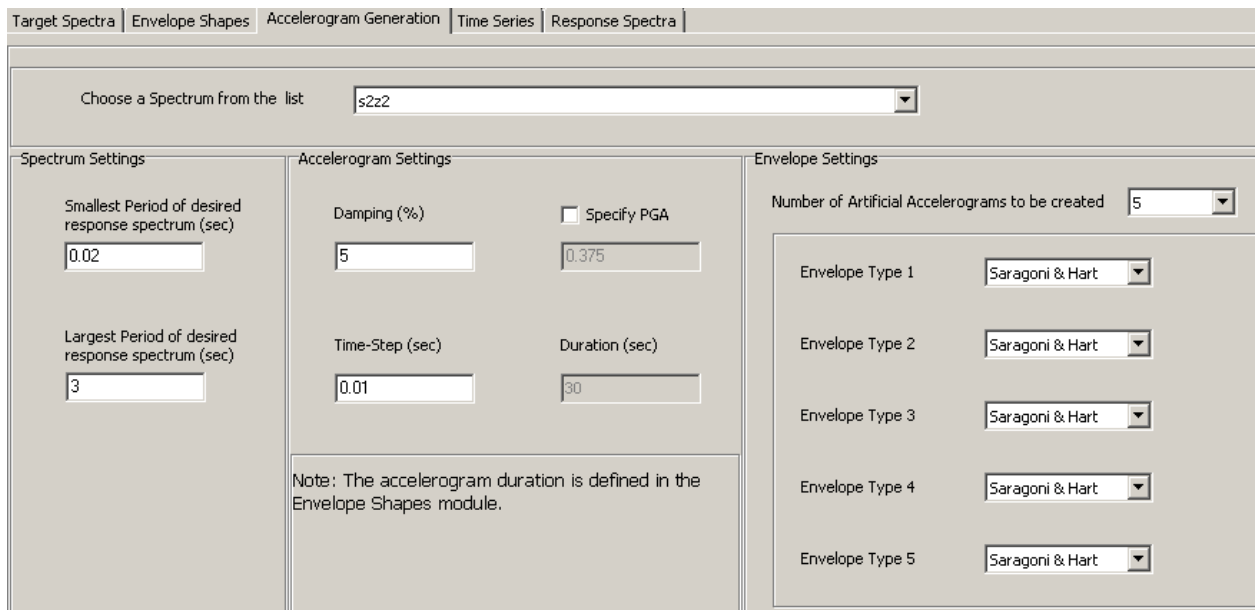 Target Spectra Envelope Shapes Accelerogram Generation Time Series Response Spectra
Choose a Spectrum from the list s2z2
Spectrum Settings
Smallest Period of desired
response spectrum (sec)
0.02
Largest Period of desired
response spectrum (sec)
3
Accelerogram Settings
Damping (%) Specify PGA
5 0.375
Time-Step (sec) Duration (sec)
0.01 30
Note: The accelerogram duration is defined in the
Envelope Shapes module.
Envelope Settings
Number of Artificial Accelerograms to be created 5
Envelope Type 1 Saragoni & Hart
Envelope Type 2 Saragoni & Hart
Envelope Type 3 Saragoni & Hart
Envelope Type 4 Saragoni & Hart
Envelope Type 5 Saragoni & Hart